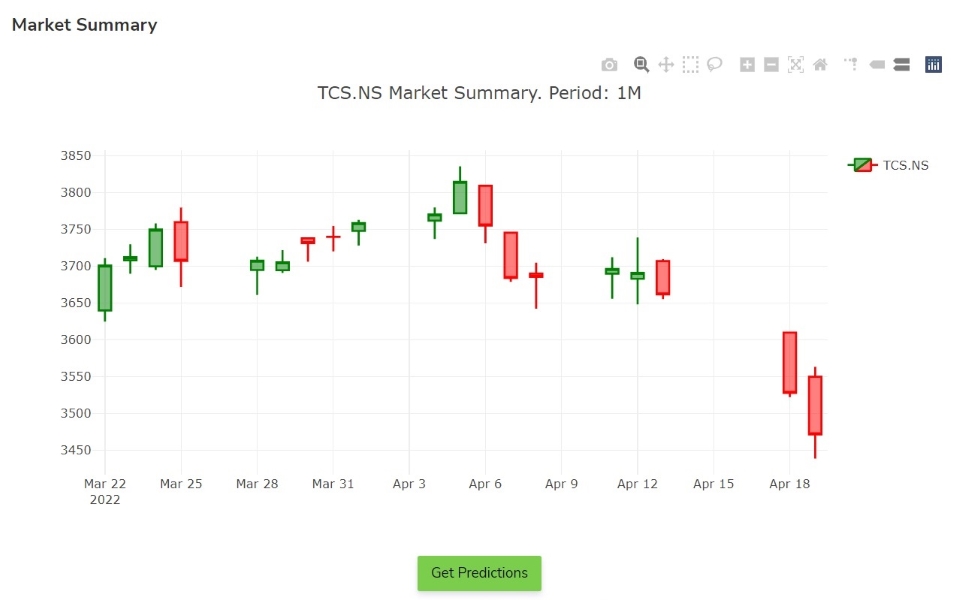 Market Summary
TCS.NS Market Summary. Period: 1M
TCS.NS
3850
3800
3750
3700
3650
3600
3550
3500
3450
Mar 22 Mar 25 Mar 28 Mar 31 Apr 3 Apr 6 Apr 9 Apr 12 Apr 15 Apr 18
2022
Get Predictions